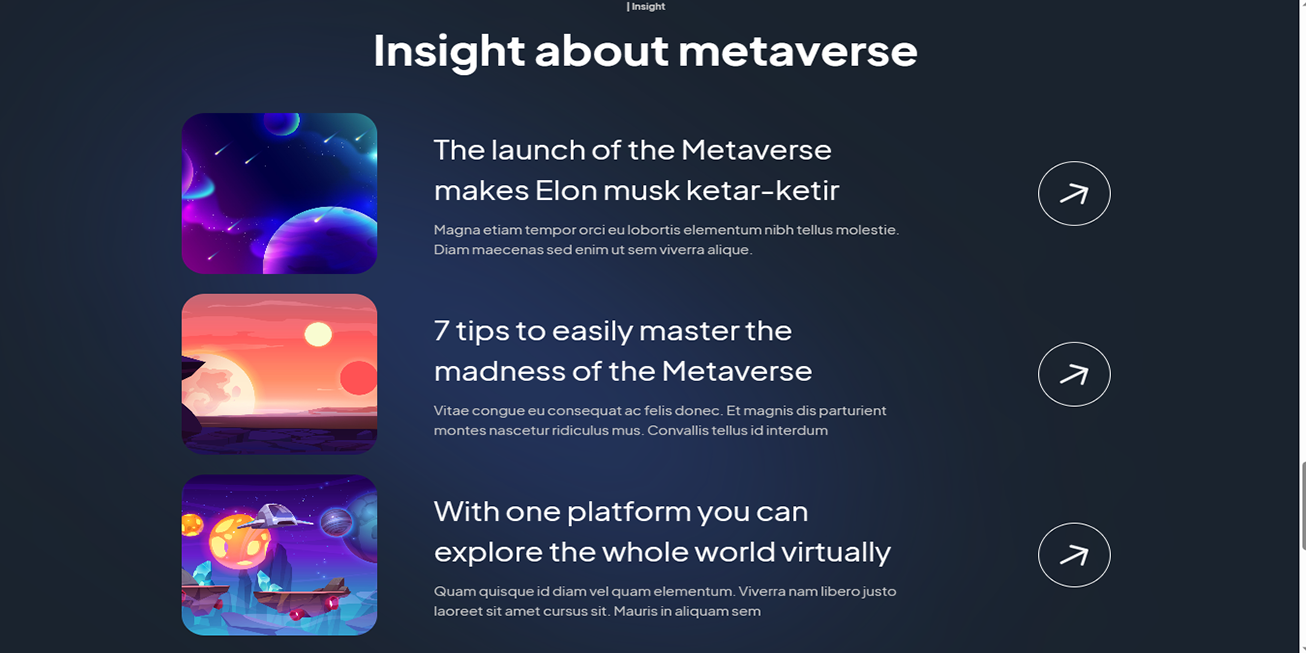 | Insight
Insight about metaverse
The launch of the Metaverse
makes Elon musk ketar-ketir
Magna etiam tempor orci eu lobortis elementum nibh tellus molestie.
Diam maecenas sed enim ut sem viverra alique.
7 tips to easily master the
madness of the Metaverse
Vitae congue eu consequat ac felis donec. Et magnis dis parturient
montes nascetur ridiculus mus. Convallis tellus id interdum
With one platform you can
explore the whole world virtually
Quam quisque id diam vel quam elementum. Viverra nam libero justo
laoreet sit amet cursus sit. Mauris in aliquam sem